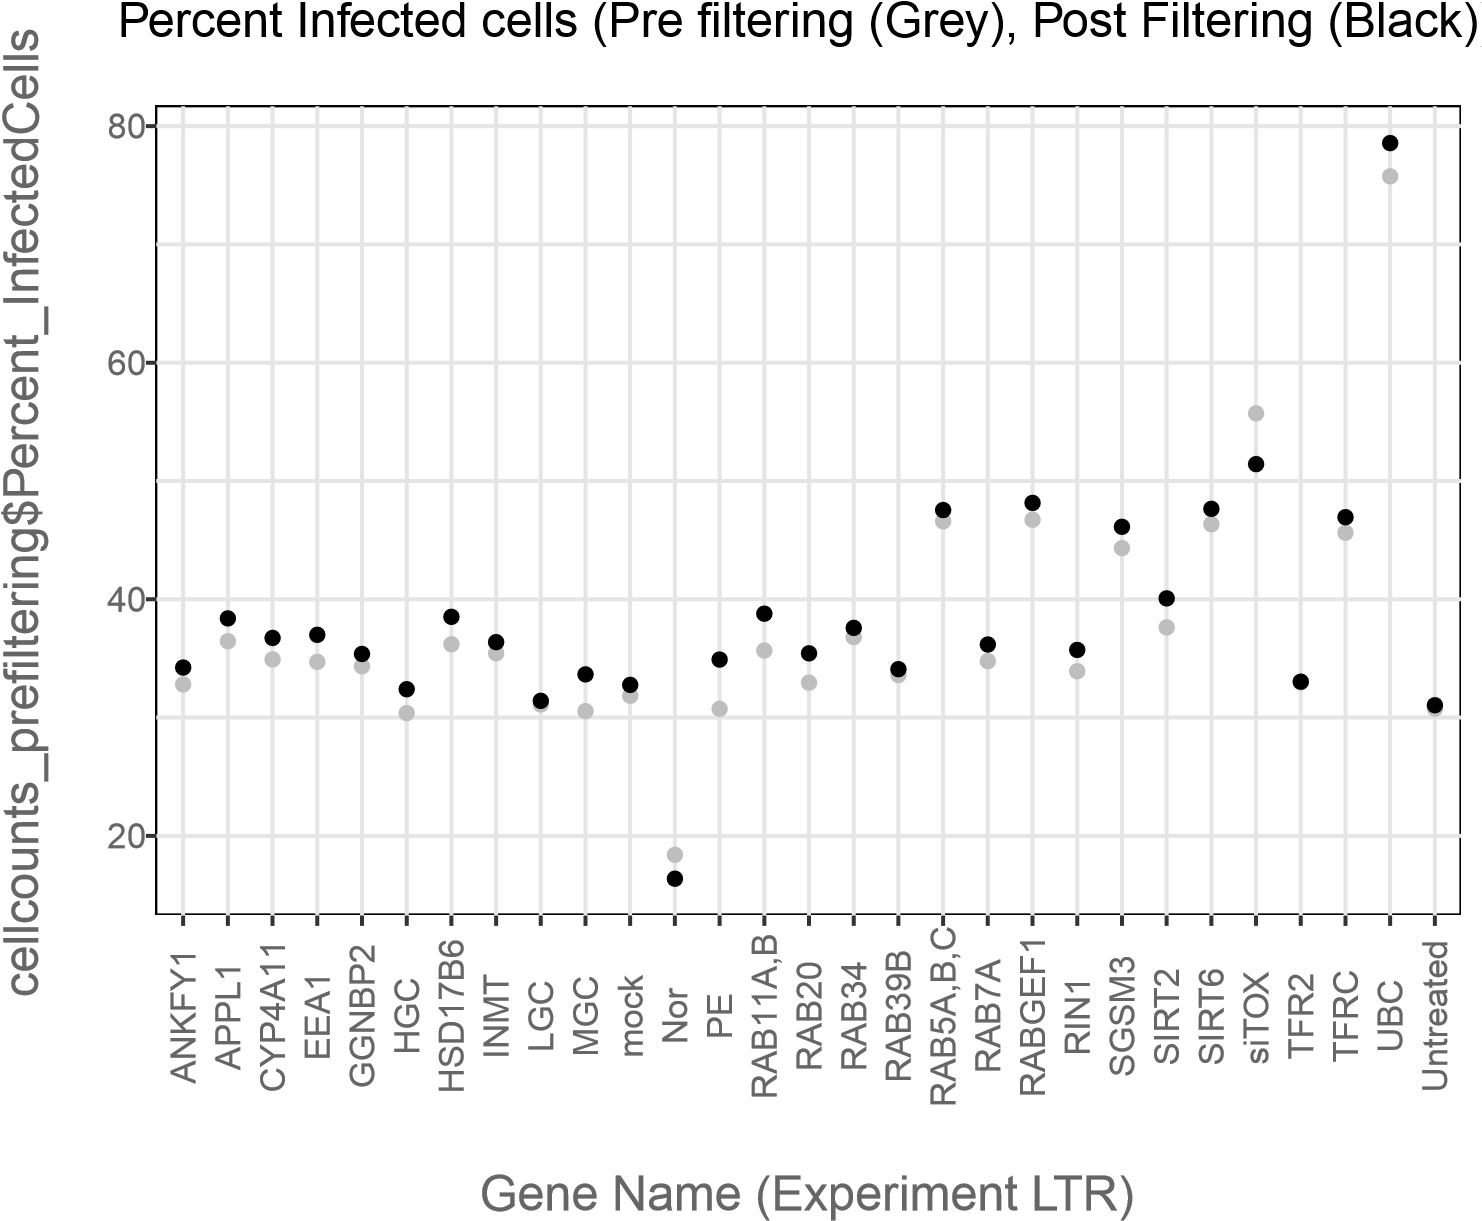 Percent Infected cells (Pre filtering (Grey), Post Filtering (Black)
cellcounts_prefiltering$Percent_InfectedCells
80
60
40
20
ANKFY1
APPL1
CYP4A11
EEA1
GGNBP2
HGC
HSD17B6
INMT
LGC
MGC
mock
Nor
PE
RAB11A,B
RAB20
RAB34
RAB39B
RAB5A,B,C
RAB7A
RABGEF1
RIN1
SGSM3
SIRT2
SIRT6
siTOX
TFR2
TFRC
UBC
Untreated
Gene Name (Experiment LTR)